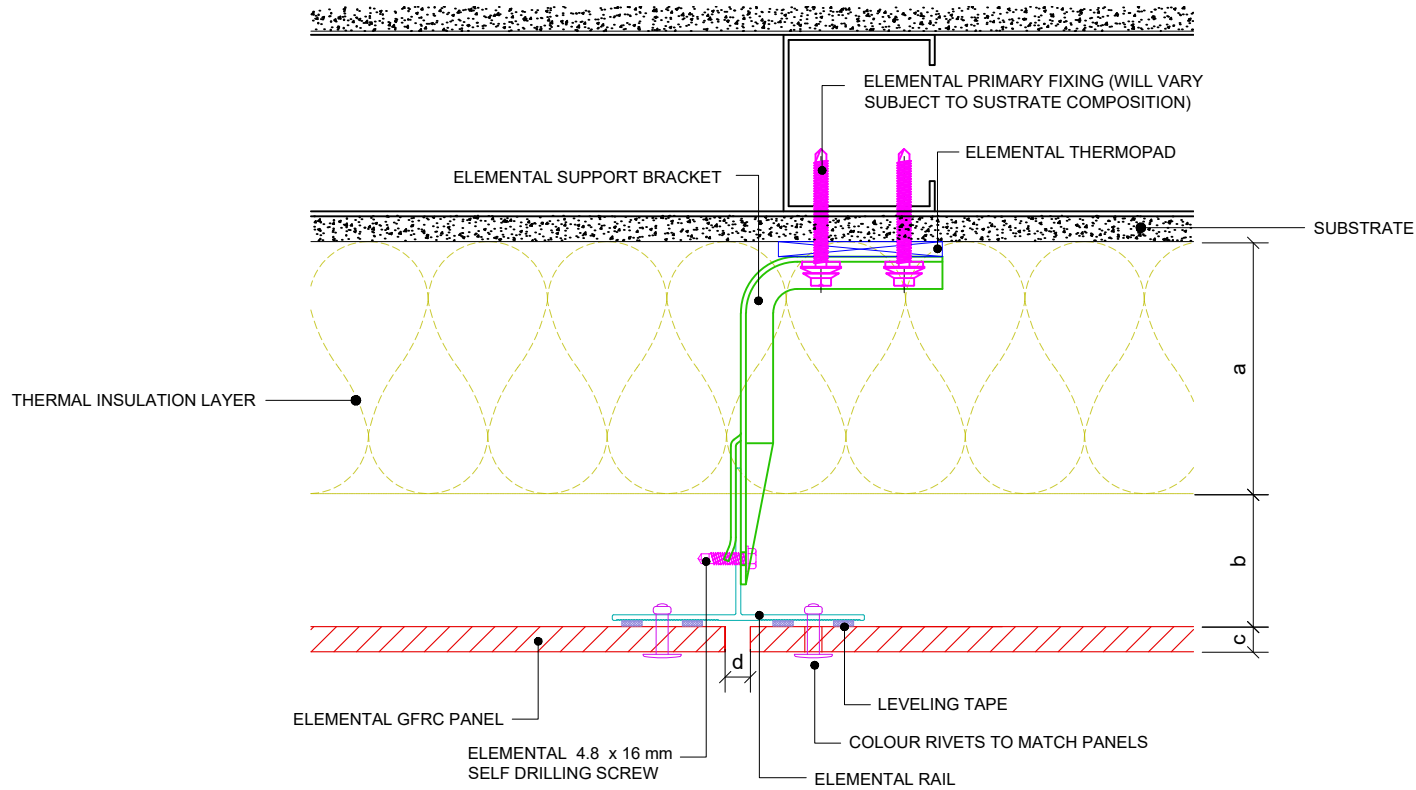 ELEMENTAL PRIMARY FIXING (WILL VARY
SUBJECT TO SUSTRATE COMPOSITION)
ELEMENTAL THERMOPAD
ELEMENTAL SUPPORT BRACKET
SUBSTRATE
a
THERMAL INSULATION LAYER
b
c
d
LEVELING TAPE
ELEMENTAL GFRC PANEL
COLOUR RIVETS TO MATCH PANELS
ELEMENTAL 4.8 x 16 mm
SELF DRILLING SCREW
ELEMENTAL RAIL